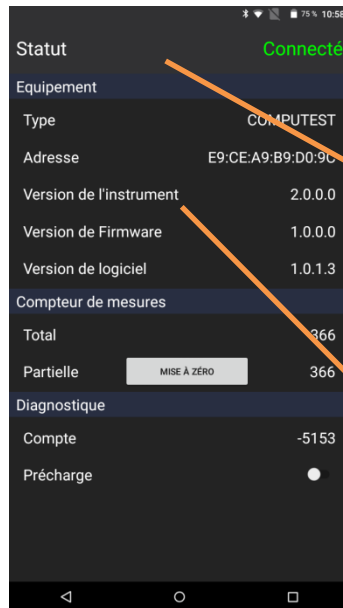 75 % 10:58
Statut Connecté
Equipement
Type COMPUTEST
Adresse E9:CE:A9:B9:D0:9C
Version de l'instrument 2.0.0.0
Version de Firmware 1.0.0.0
Version de logiciel 1.0.1.3
Compteur de mesures
Total 366
Partielle MISE À ZÉRO 366
Diagnostique
Compte -5153
Précharge